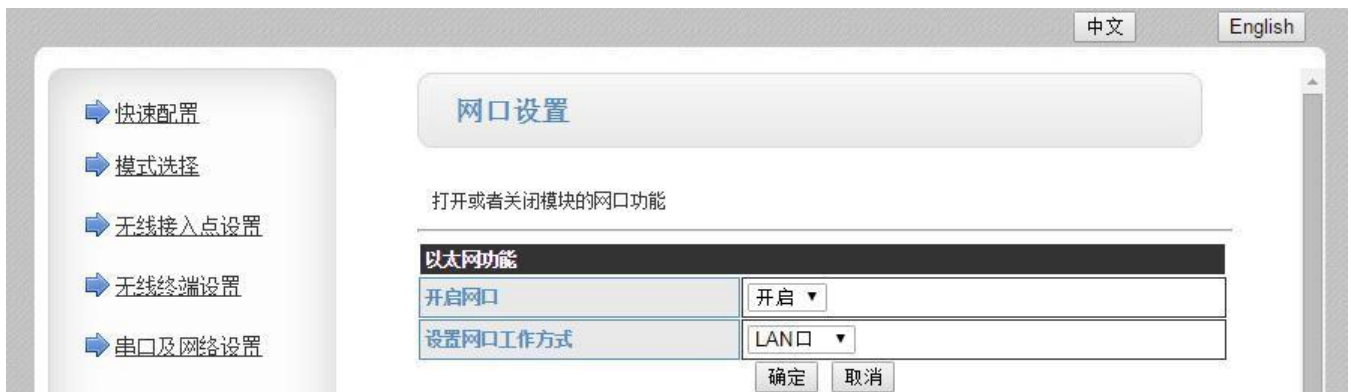 中文 English
快速配置
模式选择
无线接入点设置
无线终端设置
串口及网络设置
网口设置
打开或者关闭模块的网口功能
以太网功能
开启网口 开启
设置网口工作方式 LAN口
确定 取消